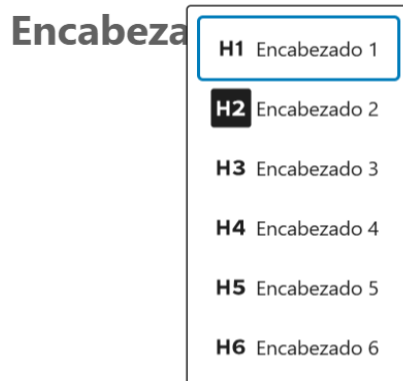 Encabeza
H1 Encabezado 1
H2 Encabezado 2
H3 Encabezado 3
H4 Encabezado 4
H5 Encabezado 5
H6 Encabezado 6